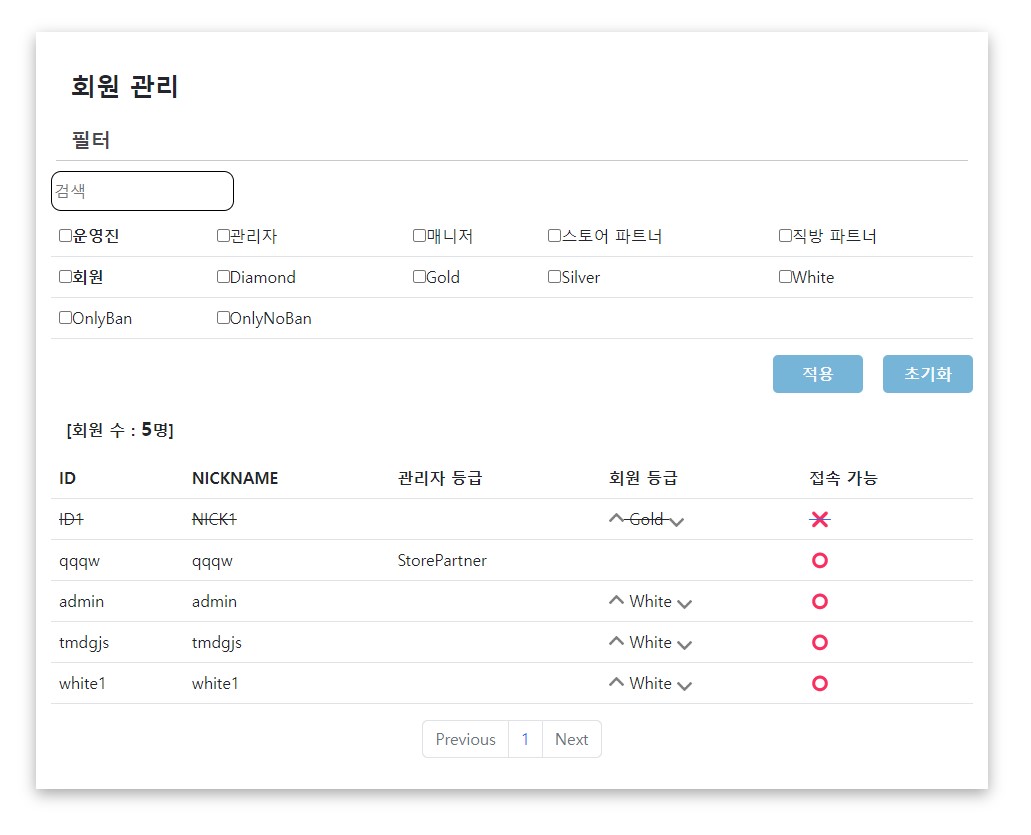 회원 관리
필터
검색
운영진 관리자 매니저 스토어 파트너 직방 파트너
회원 Diamond Gold Silver White
OnlyBan OnlyNoBan
적용 초기화
[회원 수 : 5명]
ID NICKNAME 관리자 등급 회원 등급 접속 가능
ID1 NICK1 Gold
qqqw qqqw StorePartner
admin admin White
tmdgjs tmdgjs White
white1 white1 White
Previous 1 Next